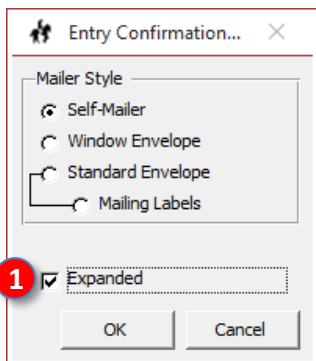 Entry Confirmation...
Mailer Style
Self-Mailer
Window Envelope
Standard Envelope
Mailing Labels
1 Expanded
OK Cancel